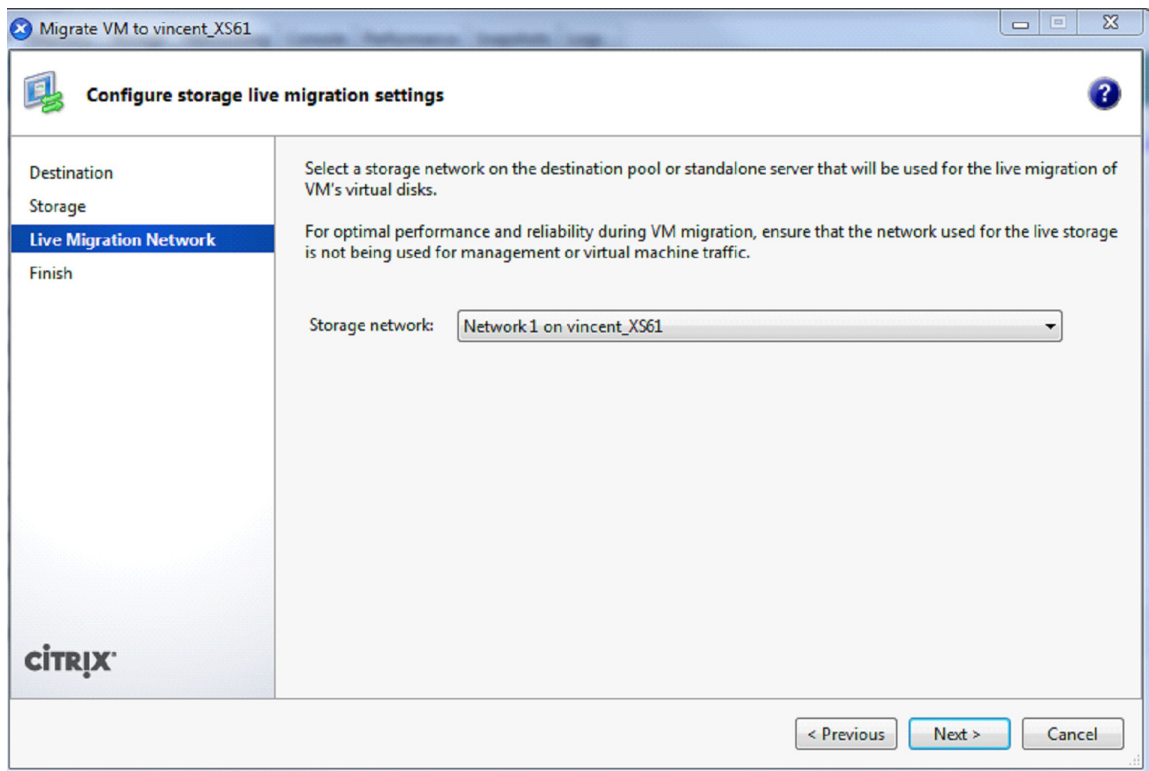 Migrate VM to vincent_XS61
Configure storage live migration settings
?
Destination
Storage
Live Migration Network
Finish
Select a storage network on the destination pool or standalone server that will be used for the live migration of
VM's virtual disks.
For optimal performance and reliability during VM migration, ensure that the network used for the live storage
is not being used for management or virtual machine traffic.
Storage network: Network 1 on vincent_XS61
CITRIX
< Previous Next > Cancel